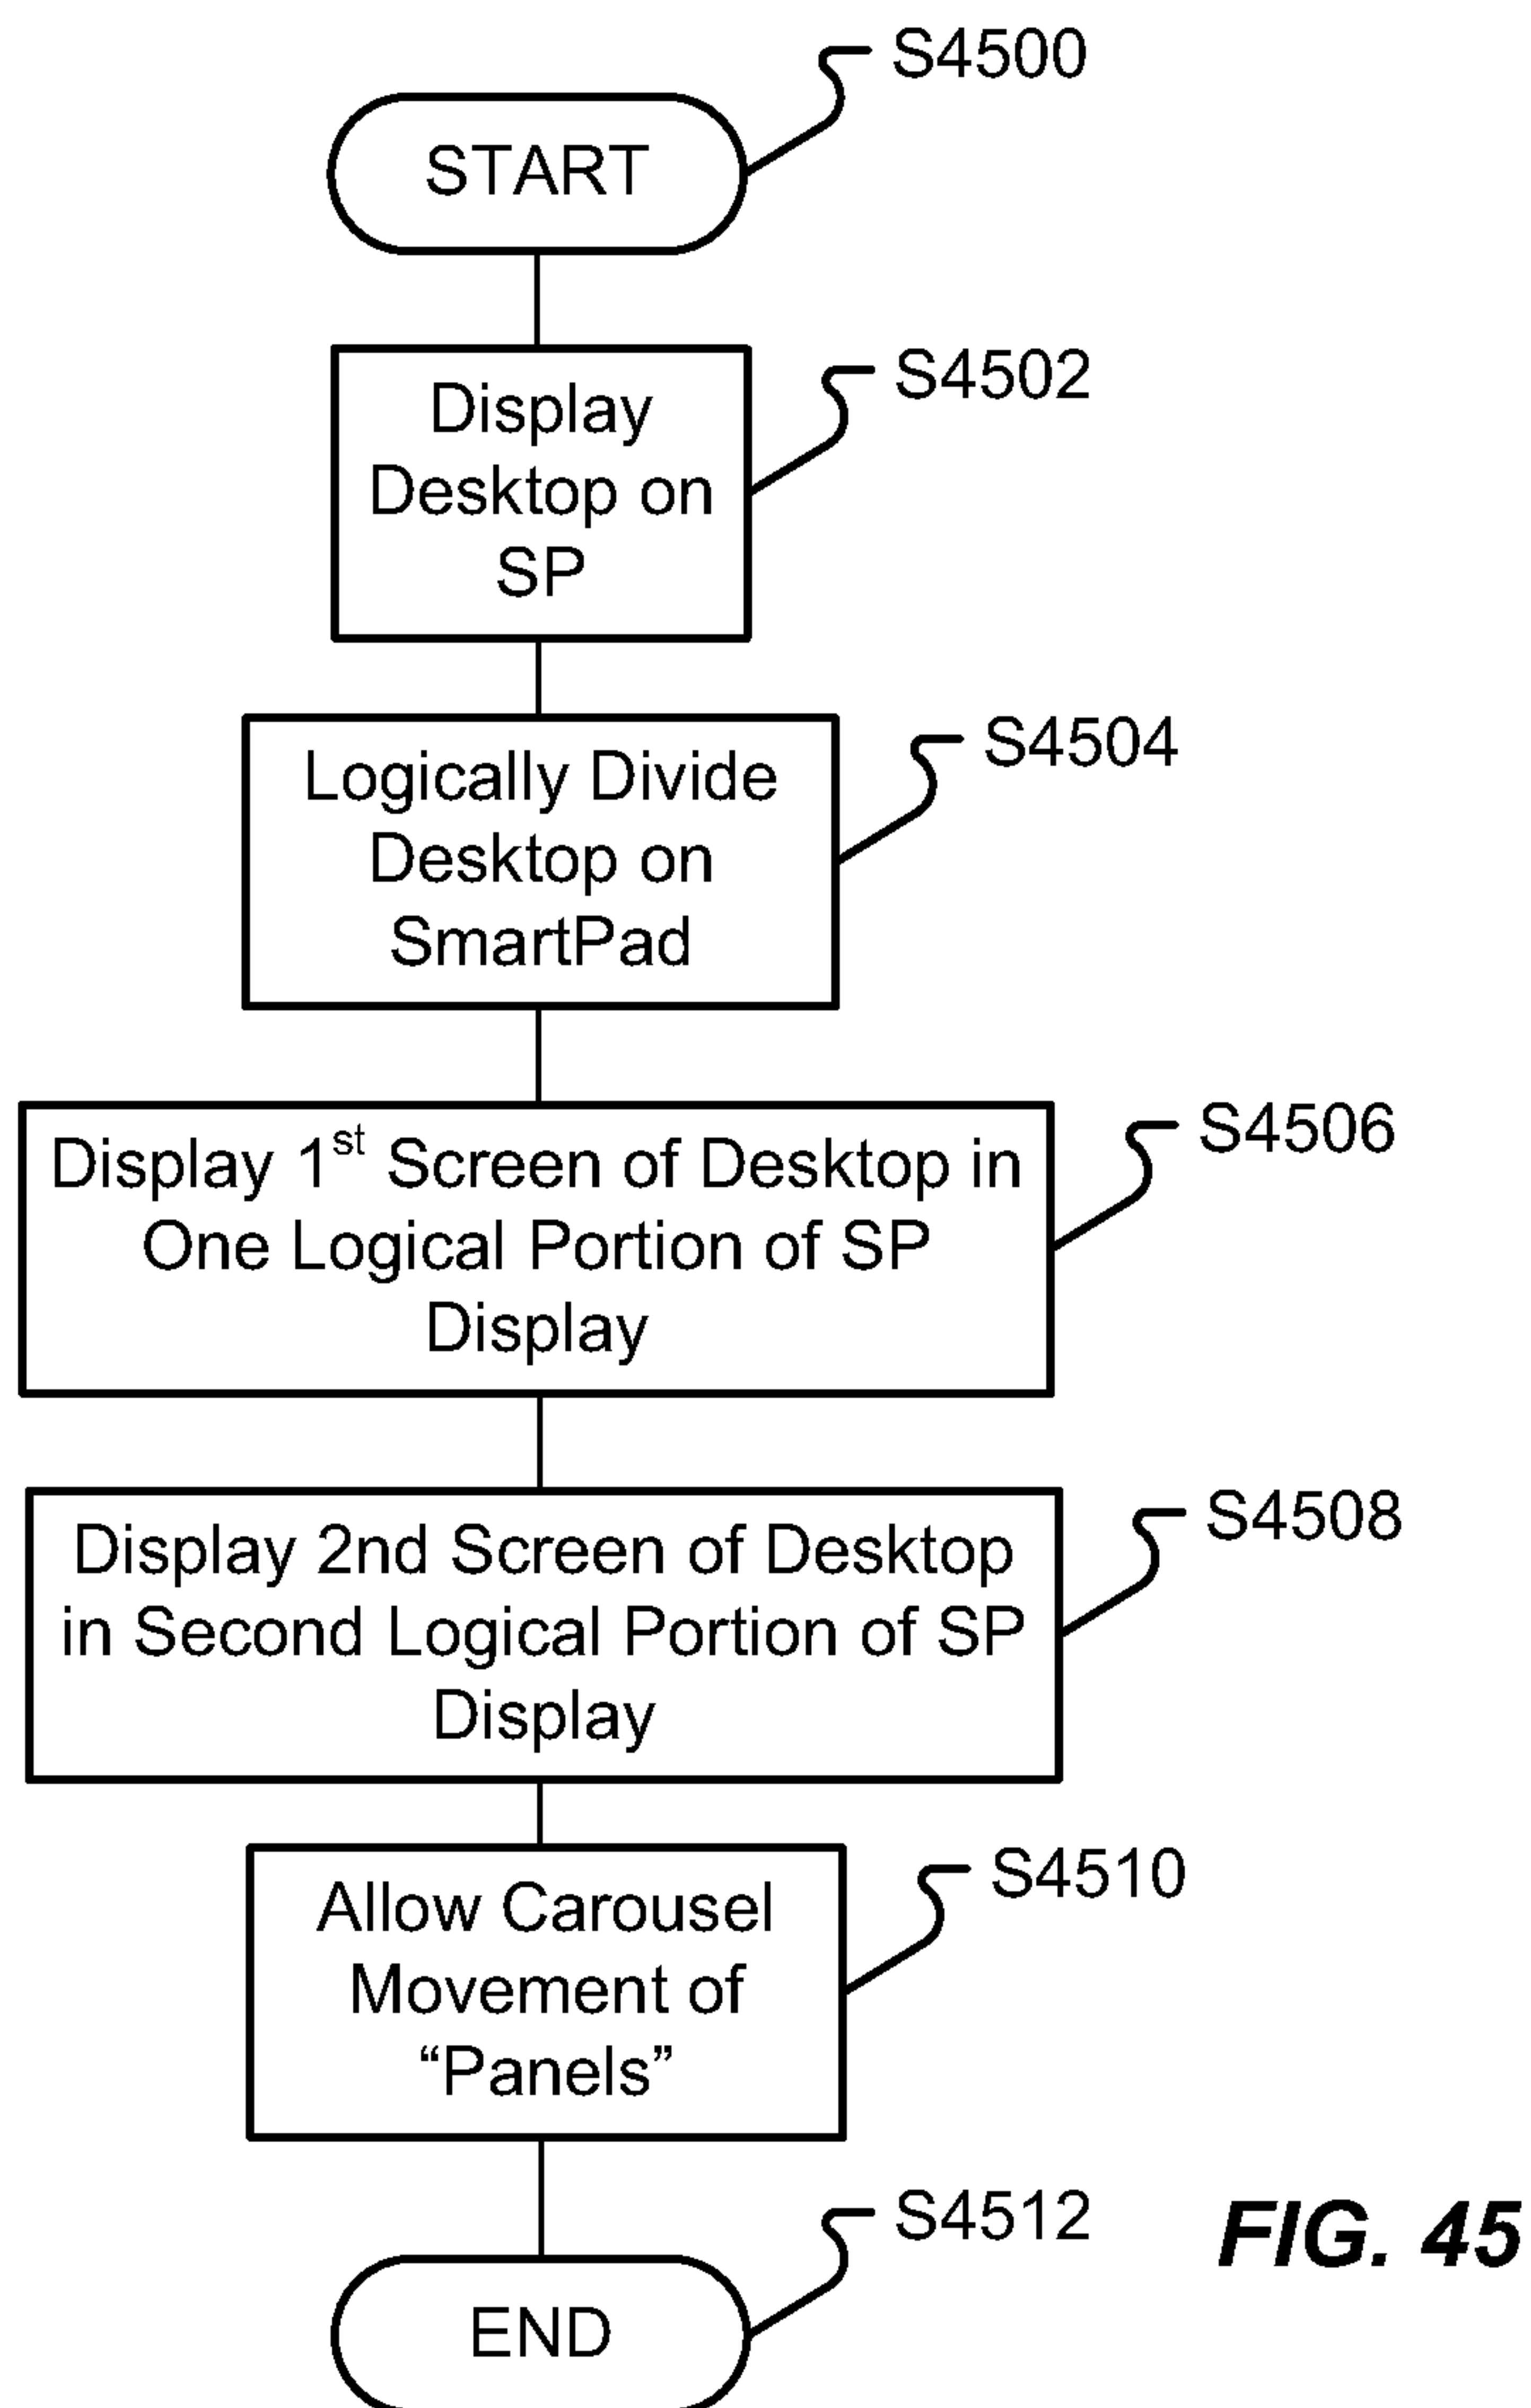 S4500
START
S4502
Display
Desktop on
SP
S4504
Logically Divide
Desktop on
SmartPad
S4506
Display 1st Screen of Desktop in
One Logical Portion of SP
Display
S4508
Display 2nd Screen of Desktop
in Second Logical Portion of SP
Display
S4510
Allow Carousel
Movement of
“Panels”
S4512
END
FIG. 45